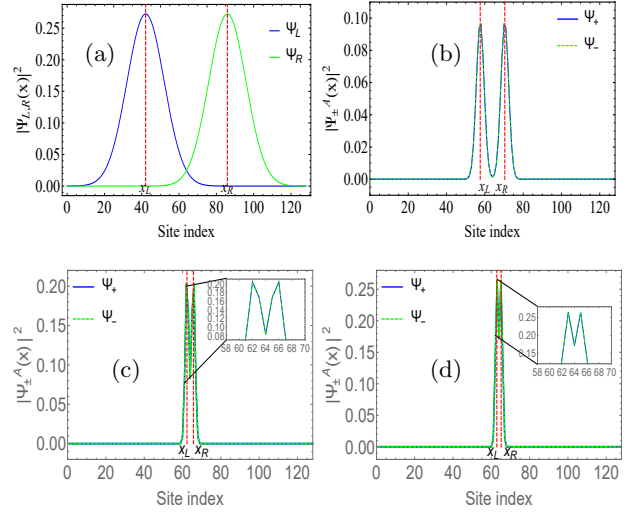 (a)
Ψ_L
Ψ_R
|Ψ_{L,R}(x)|^2
0.25
0.20
0.15
0.10
0.05
0.00
x_L
x_R
0 20 40 60 80 100 120
Site index
(b)
Ψ_+
Ψ_-
|Ψ_±^A(x)|^2
0.10
0.08
0.06
0.04
0.02
0.00
x_L
x_R
0 20 40 60 80 100 120
Site index
(c)
Ψ_+
Ψ_-
|Ψ_±^A(x)|^2
0.20
0.15
0.10
0.05
0.00
0.20
0.18
0.16
0.14
0.12
0.10
0.08
58 60 62 64 66 68 70
x_L
x_R
0 20 40 60 80 100 120
Site index
(d)
Ψ_+
Ψ_-
|Ψ_±^A(x)|^2
0.25
0.20
0.15
0.10
0.05
0.00
0.25
0.20
0.15
58 60 62 64 66 68 70
x_L
x_R
0 20 40 60 80 100 120
Site index